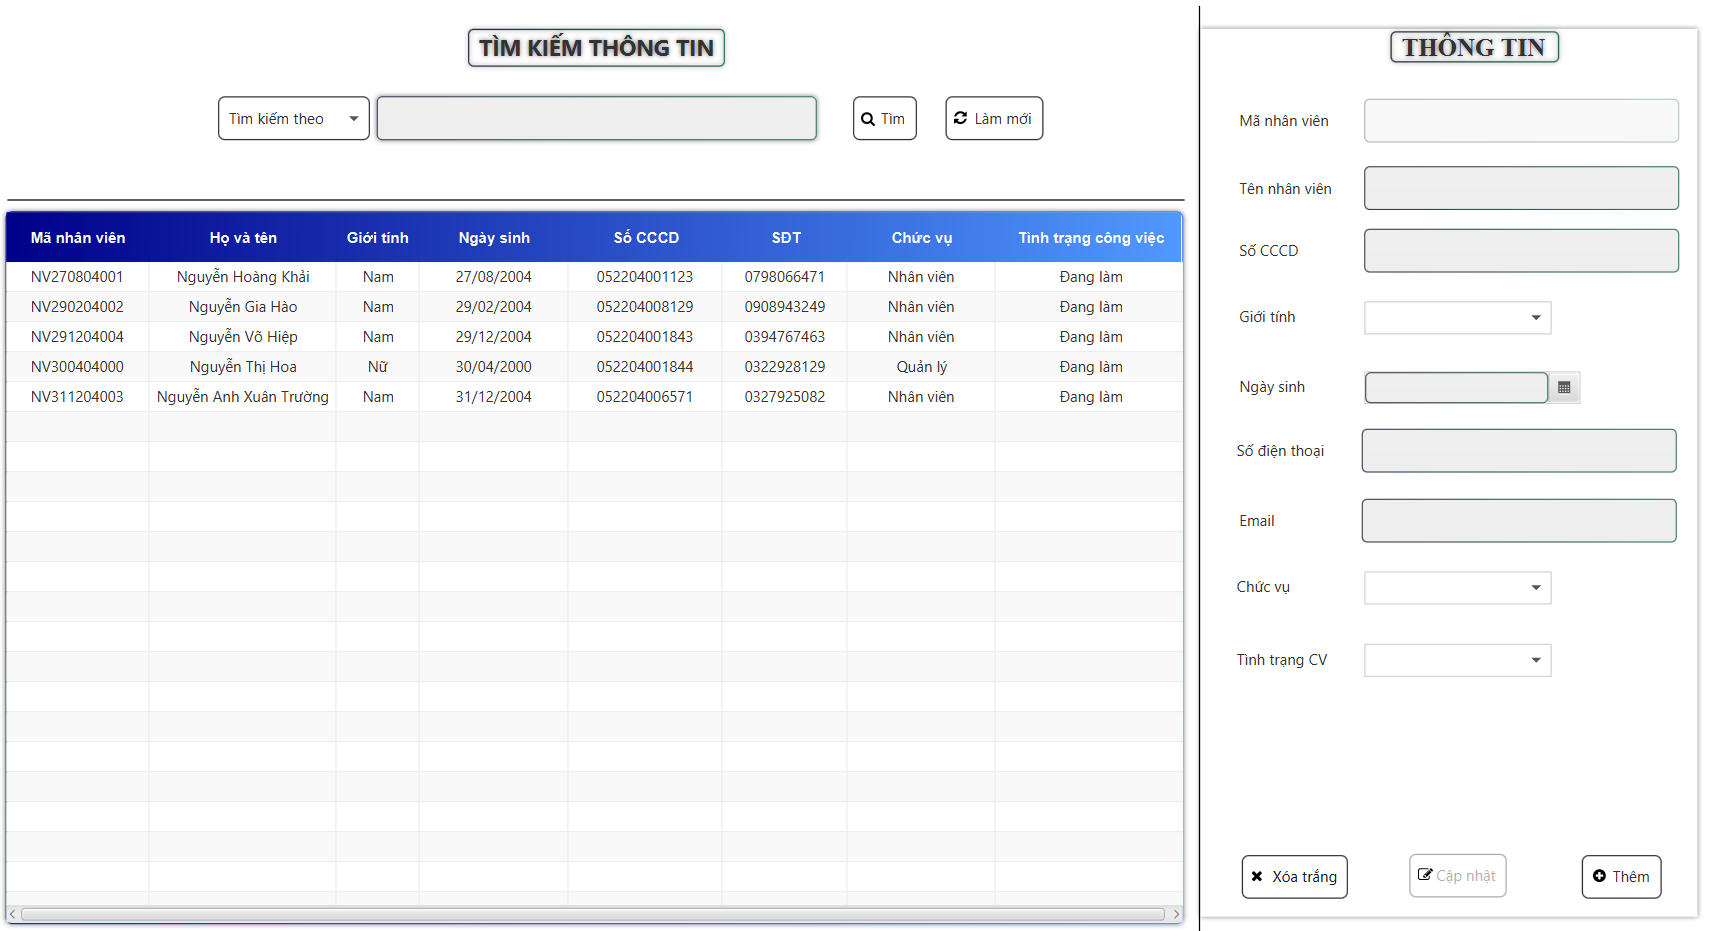 TÌM KIẾM THÔNG TIN
Tìm kiếm theo
Tìm
Làm mới
Mã nhân viên Họ và tên Giới tính Ngày sinh Số CCCD SĐT Chức vụ Tình trạng công việc
NV270804001 Nguyễn Hoàng Khải Nam 27/08/2004 052204001123 0798066471 Nhân viên Đang làm
NV290204002 Nguyễn Gia Hào Nam 29/02/2004 052204008129 0908943249 Nhân viên Đang làm
NV291204004 Nguyễn Võ Hiệp Nam 29/12/2004 052204001843 0394767463 Nhân viên Đang làm
NV300404000 Nguyễn Thị Hoa Nữ 30/04/2000 052204001844 0322928129 Quản lý Đang làm
NV311204003 Nguyễn Anh Xuân Trường Nam 31/12/2004 052204006571 0327925082 Nhân viên Đang làm
THÔNG TIN
Mã nhân viên
Tên nhân viên
Số CCCD
Giới tính
Ngày sinh
Số điện thoại
Email
Chức vụ
Tình trạng CV
Xóa trắng
Cập nhật
Thêm